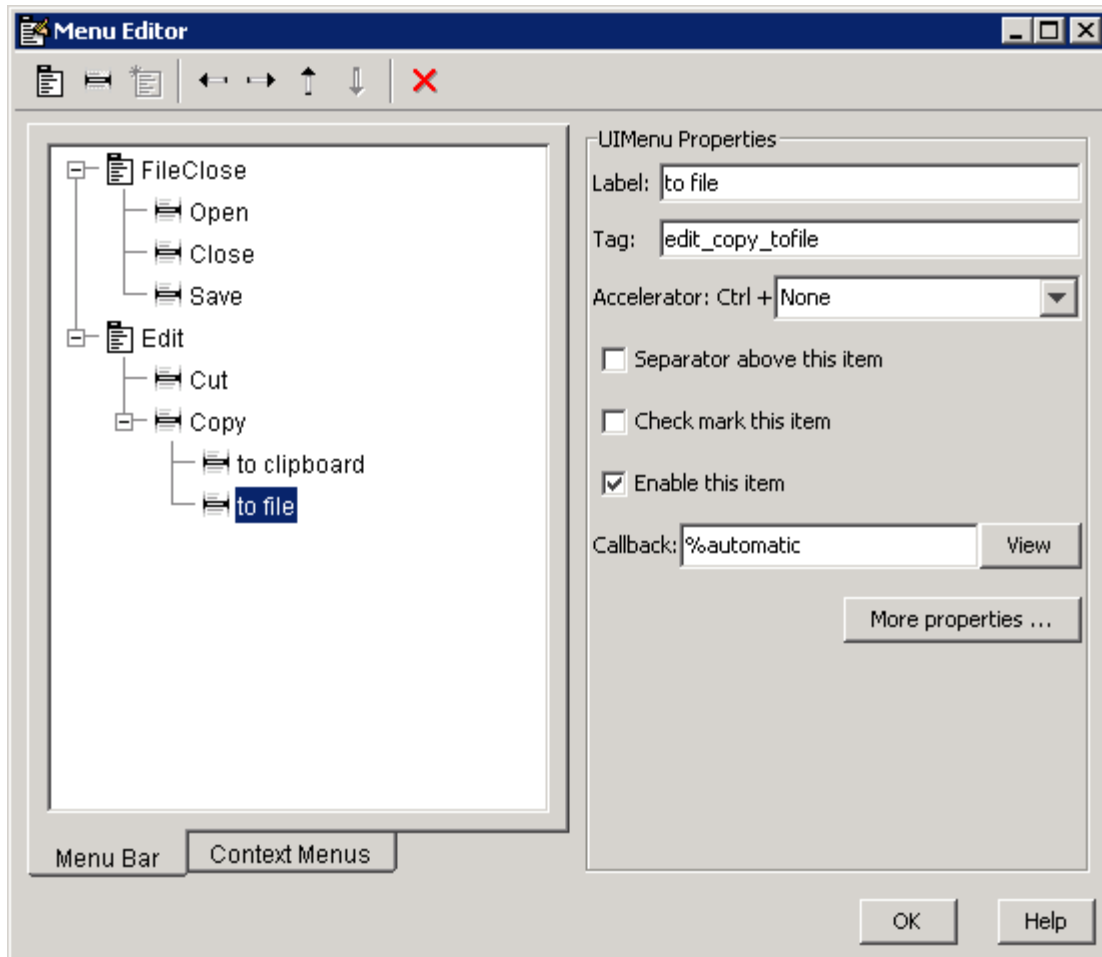 Menu Editor
FileClose
Open
Close
Save
Edit
Cut
Copy
to clipboard
to file
Menu Bar
Context Menus
UIMenu Properties
Label: to file
Tag: edit_copy_tofile
Accelerator: Ctrl + None
Separator above this item
Check mark this item
Enable this item
Callback: %automatic View
More properties ...
OK Help